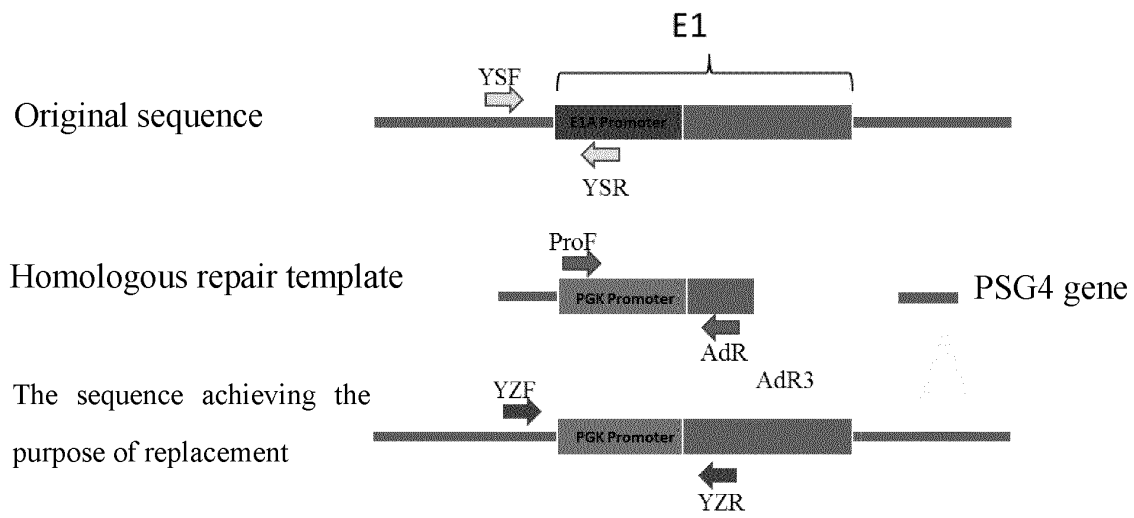 E1
YSF
Original sequence
E1A Promoter
YSR
ProF
Homologous repair template
PGK Promoter
PSG4 gene
AdR
AdR3
The sequence achieving the
purpose of replacement
YZF
PGK Promoter
YZR